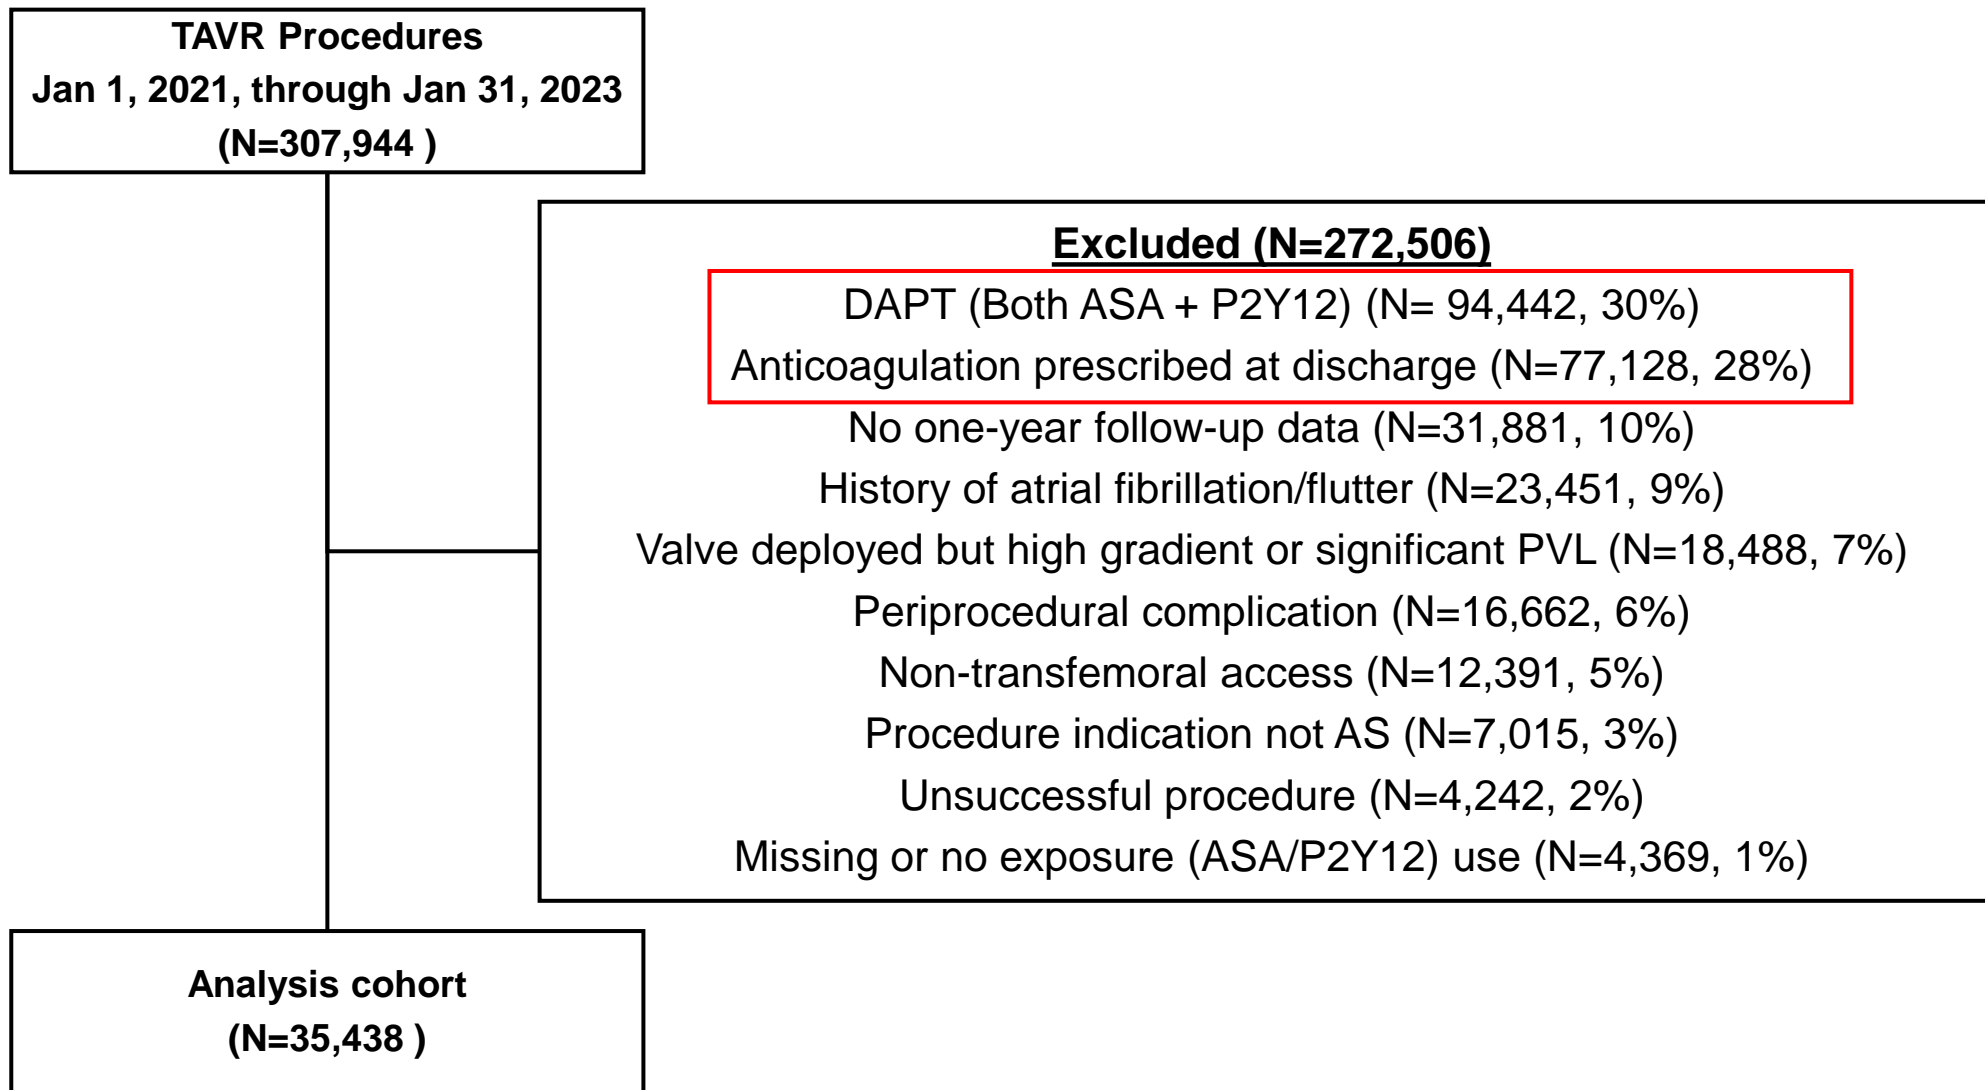 TAVR Procedures
Jan 1, 2021, through Jan 31, 2023
(N=307,944 )
Excluded (N=272,506)
DAPT (Both ASA + P2Y12) (N= 94,442, 30%)
Anticoagulation prescribed at discharge (N=77,128, 28%)
No one-year follow-up data (N=31,881, 10%)
History of atrial fibrillation/flutter (N=23,451, 9%)
Valve deployed but high gradient or significant PVL (N=18,488, 7%)
Periprocedural complication (N=16,662, 6%)
Non-transfemoral access (N=12,391, 5%)
Procedure indication not AS (N=7,015, 3%)
Unsuccessful procedure (N=4,242, 2%)
Missing or no exposure (ASA/P2Y12) use (N=4,369, 1%)
Analysis cohort
(N=35,438 )